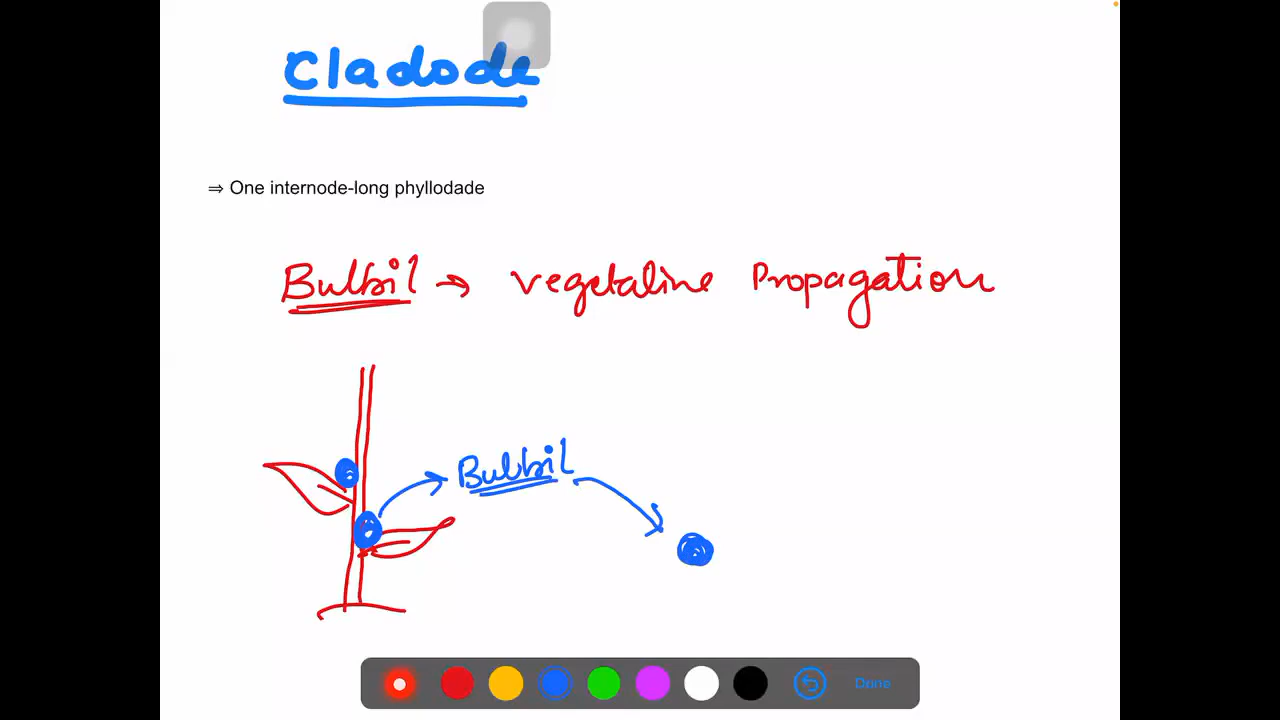 Cladode
⇒ One internode-long phyllodade
Bulbil → vegetative Propagation
Bulbil
Done